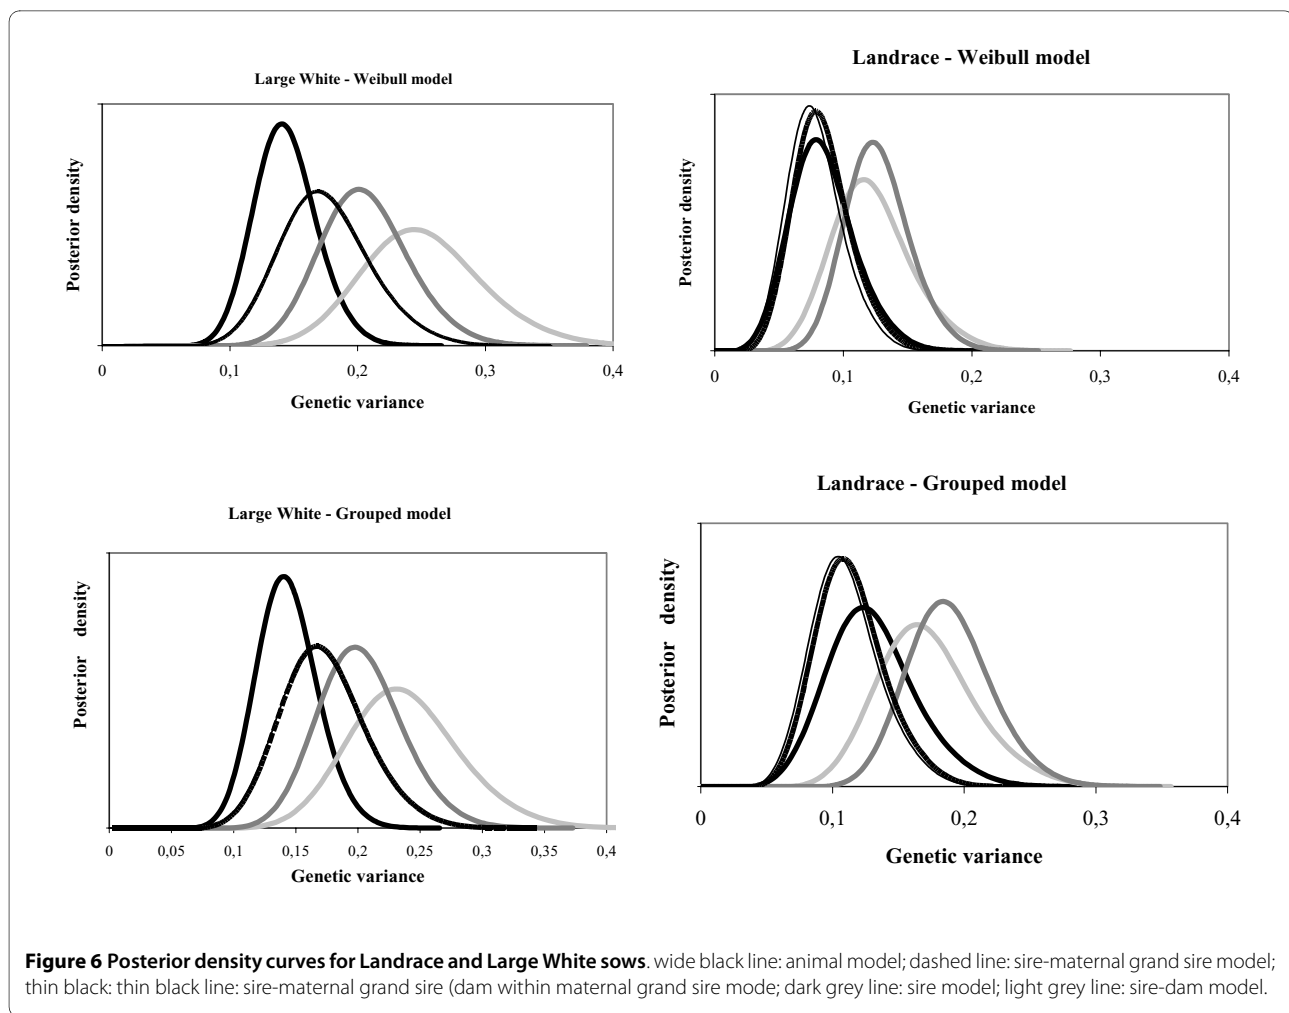 Large White - Weibull model
Posterior density
0 0,1 0,2 0,3 0,4
Genetic variance
Landrace - Weibull model
Posterior density
0 0,1 0,2 0,3 0,4
Genetic variance
Large White - Grouped model
Posterior density
0 0,05 0,1 0,15 0,2 0,25 0,3 0,35 0,4
Genetic variance
Landrace - Grouped model
Posterior density
0 0,1 0,2 0,3 0,4
Genetic variance
Figure 6 Posterior density curves for Landrace and Large White sows. wide black line: animal model; dashed line: sire-maternal grand sire model;
thin black: thin black line: sire-maternal grand sire (dam within maternal grand sire mode; dark grey line: sire model; light grey line: sire-dam model.